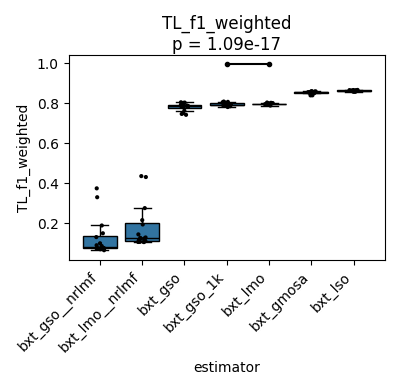 TL_f1_weighted
p = 1.09e-17
TL_f1_weighted
1.0
0.8
0.6
0.4
0.2
bxt_gso__nrlmf
bxt_lmo__nrlmf
bxt_gso
bxt_gso_1k
bxt_lmo
bxt_gmosa
bxt_lso
estimator